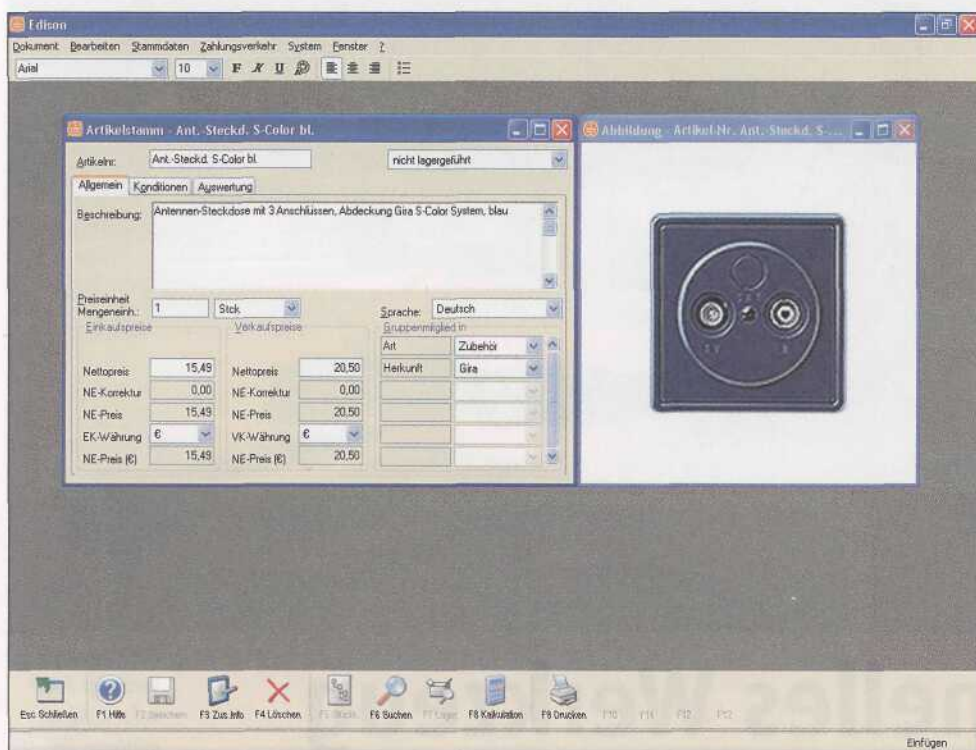 Edison
Dokument Bearbeiten Stammdaten Zahlungsverkehr System Fenster ?
Arial 10 F K U
Artikelstamm - Ant.-Steckd. S-Color bl.
Artikelnr.: Ant.-Steckd. S-Color bl. nicht lagergeführt
Allgemein Konditionen Auswertung
Beschreibung: Antennen-Steckdose mit 3 Anschlüssen, Abdeckung Gira S-Color System, blau
Preiseinheit
Mengeneinh.: 1 Stck. Sprache: Deutsch
Einkaufspreise Verkaufspreise Gruppenmitglied in
Art Zubehör
Nettopreis 15,49 Nettopreis 20,50 Herkunft Gira
NE-Korrektur 0,00 NE-Korrektur 0,00
NE-Preis 15,49 NE-Preis 20,50
EK-Währung € VK-Währung €
NE-Preis (€) 15,49 NE-Preis (€) 20,50
Abbildung - Artikel-Nr. Ant.-Steckd. S-...
TV R
Esc Schließen F1 Hilfe F2 Speichern F3 Zus. Info F4 Löschen F5 Stückl. F6 Suchen F7 Lager F8 Kalkulation F9 Drucken F10 F11 F12
Einfügen